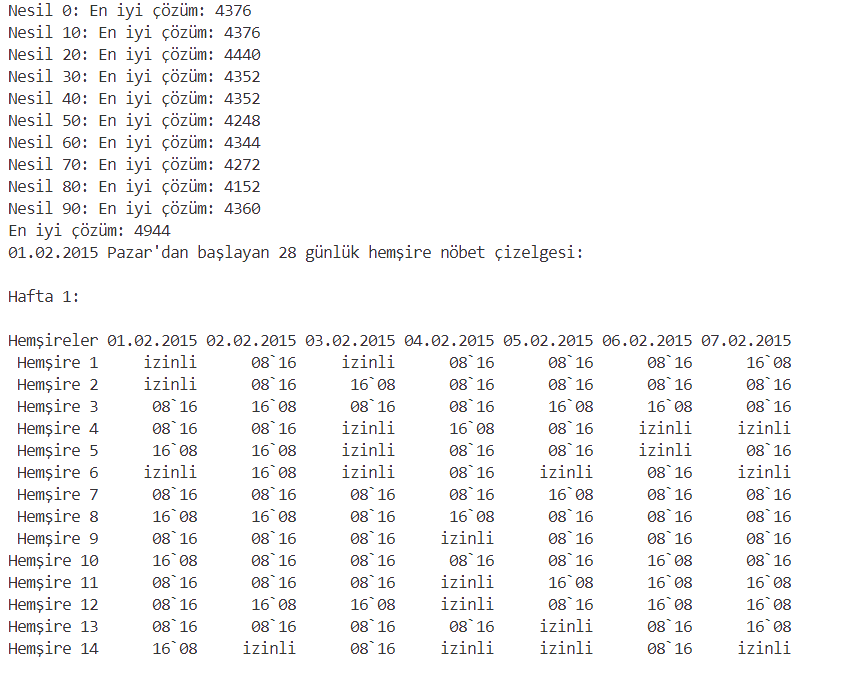 Nesil 0: En iyi çözüm: 4376
Nesil 10: En iyi çözüm: 4376
Nesil 20: En iyi çözüm: 4440
Nesil 30: En iyi çözüm: 4352
Nesil 40: En iyi çözüm: 4352
Nesil 50: En iyi çözüm: 4248
Nesil 60: En iyi çözüm: 4344
Nesil 70: En iyi çözüm: 4272
Nesil 80: En iyi çözüm: 4152
Nesil 90: En iyi çözüm: 4360
En iyi çözüm: 4944
01.02.2015 Pazar'dan başlayan 28 günlük hemşire nöbet çizelgesi:
Hafta 1:
Hemşireler 01.02.2015 02.02.2015 03.02.2015 04.02.2015 05.02.2015 06.02.2015 07.02.2015
Hemşire 1 izinli 08`16 izinli 08`16 08`16 08`16 16`08
Hemşire 2 izinli 08`16 16`08 08`16 08`16 08`16 08`16
Hemşire 3 08`16 16`08 08`16 08`16 16`08 16`08 08`16
Hemşire 4 08`16 08`16 izinli 16`08 08`16 izinli izinli
Hemşire 5 16`08 16`08 izinli 08`16 08`16 izinli 08`16
Hemşire 6 izinli 16`08 izinli 08`16 izinli 08`16 izinli
Hemşire 7 08`16 08`16 08`16 08`16 16`08 08`16 08`16
Hemşire 8 16`08 16`08 08`16 16`08 08`16 08`16 08`16
Hemşire 9 08`16 08`16 08`16 izinli 08`16 08`16 08`16
Hemşire 10 16`08 08`16 08`16 08`16 08`16 16`08 08`16
Hemşire 11 08`16 08`16 08`16 izinli 16`08 16`08 16`08
Hemşire 12 08`16 16`08 16`08 izinli 08`16 16`08 16`08
Hemşire 13 08`16 08`16 08`16 08`16 izinli 08`16 16`08
Hemşire 14 16`08 izinli 08`16 izinli izinli 08`16 izinli